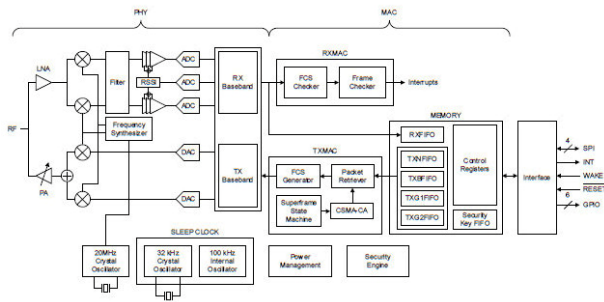 PHY
MAC
LNA
Filter
RSSI
ADC
ADC
ADC
RX
Baseband
RXMAC
FCS
Checker
Frame
Checker
Interrupts
RF
Frequency
Synthesizer
PA
DAC
DAC
TX
Baseband
TXMAC
FCS
Generator
Packet
Retriever
Superframe
State
Machine
CSMA-CA
MEMORY
RXFIFO
TXNFIFO
TXBFIFO
TXG1FIFO
TXG2FIFO
Control
Registers
Security
Key FIFO
Interface
4
SPI
INT
WAKE
RESET
6
GPIO
SLEEP CLOCK
20MHz
Crystal
Oscillator
32 kHz
Crystal
Oscillator
100 kHz
Internal
Oscillator
Power
Management
Security
Engine